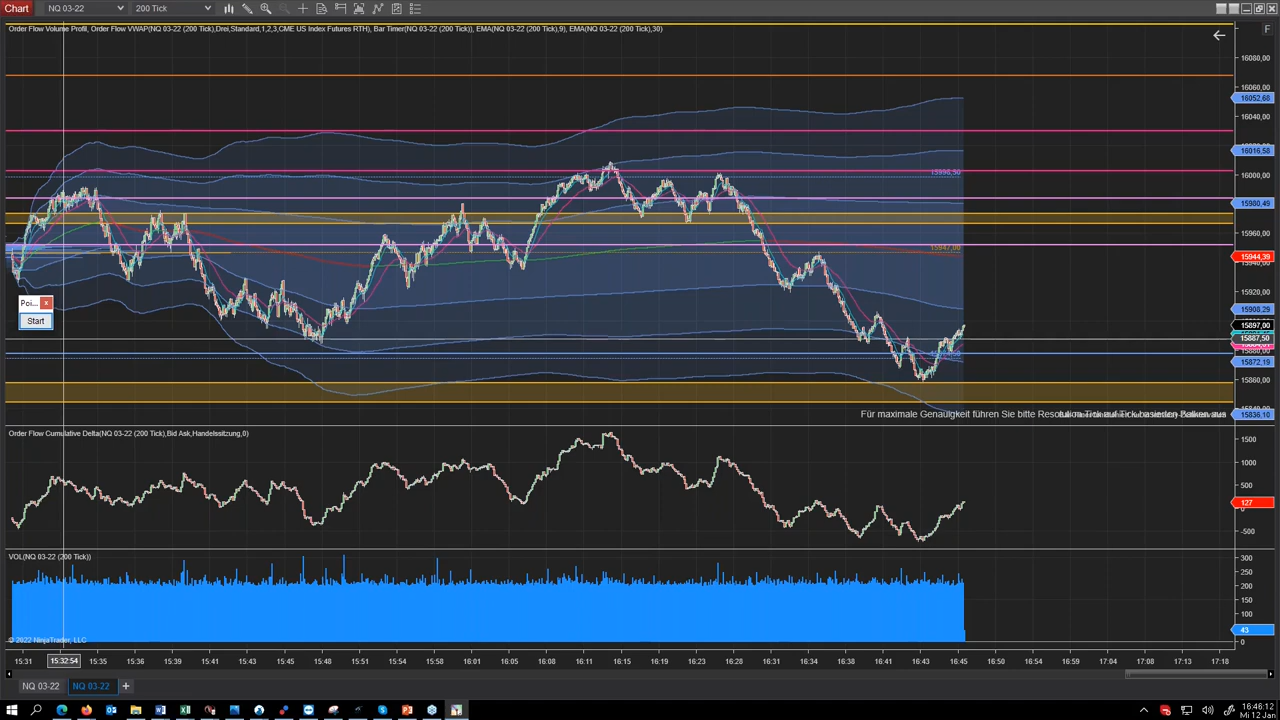 Chart NQ 03-22 200 Tick
Order Flow Volume Profil, Order Flow VWAP(NQ 03-22 (200 Tick),Drei,Standard,1,2,3,CME US Index Futures RTH), Bar Timer(NQ 03-22 (200 Tick)), EMA(NQ 03-22 (200 Tick),9), EMA(NQ 03-22 (200 Tick),30)
F
16080,00
16060,00
16052,68
16040,00
16016,58
16000,00
15998,50
15980,49
15960,00
15947,00
15944,39
15940,00
15920,00
15908,29
15897,00
15887,50
15880,00
15872,19
15860,00
15836,10
Poi... x
Start
Für maximale Genauigkeit führen Sie bitte
Order Flow Cumulative Delta(NQ 03-22 (200 Tick),Bid Ask,Handelssitzung,0)
1500
1000
500
127
0
-500
VOL(NQ 03-22 (200 Tick))
300
250
200
150
100
43
0
© 2022 NinjaTrader, LLC
15:31 15:32:54 15:35 15:36 15:39 15:41 15:43 15:45 15:48 15:51 15:54 15:57 16:01 16:05 16:08 16:11 16:15 16:19 16:23 16:28 16:31 16:34 16:38 16:41 16:43 16:45 16:50 16:54 16:59 17:04 17:08 17:13 17:18
NQ 03-22 NQ 03-22 +
16:46:12
Mi 12 Jan